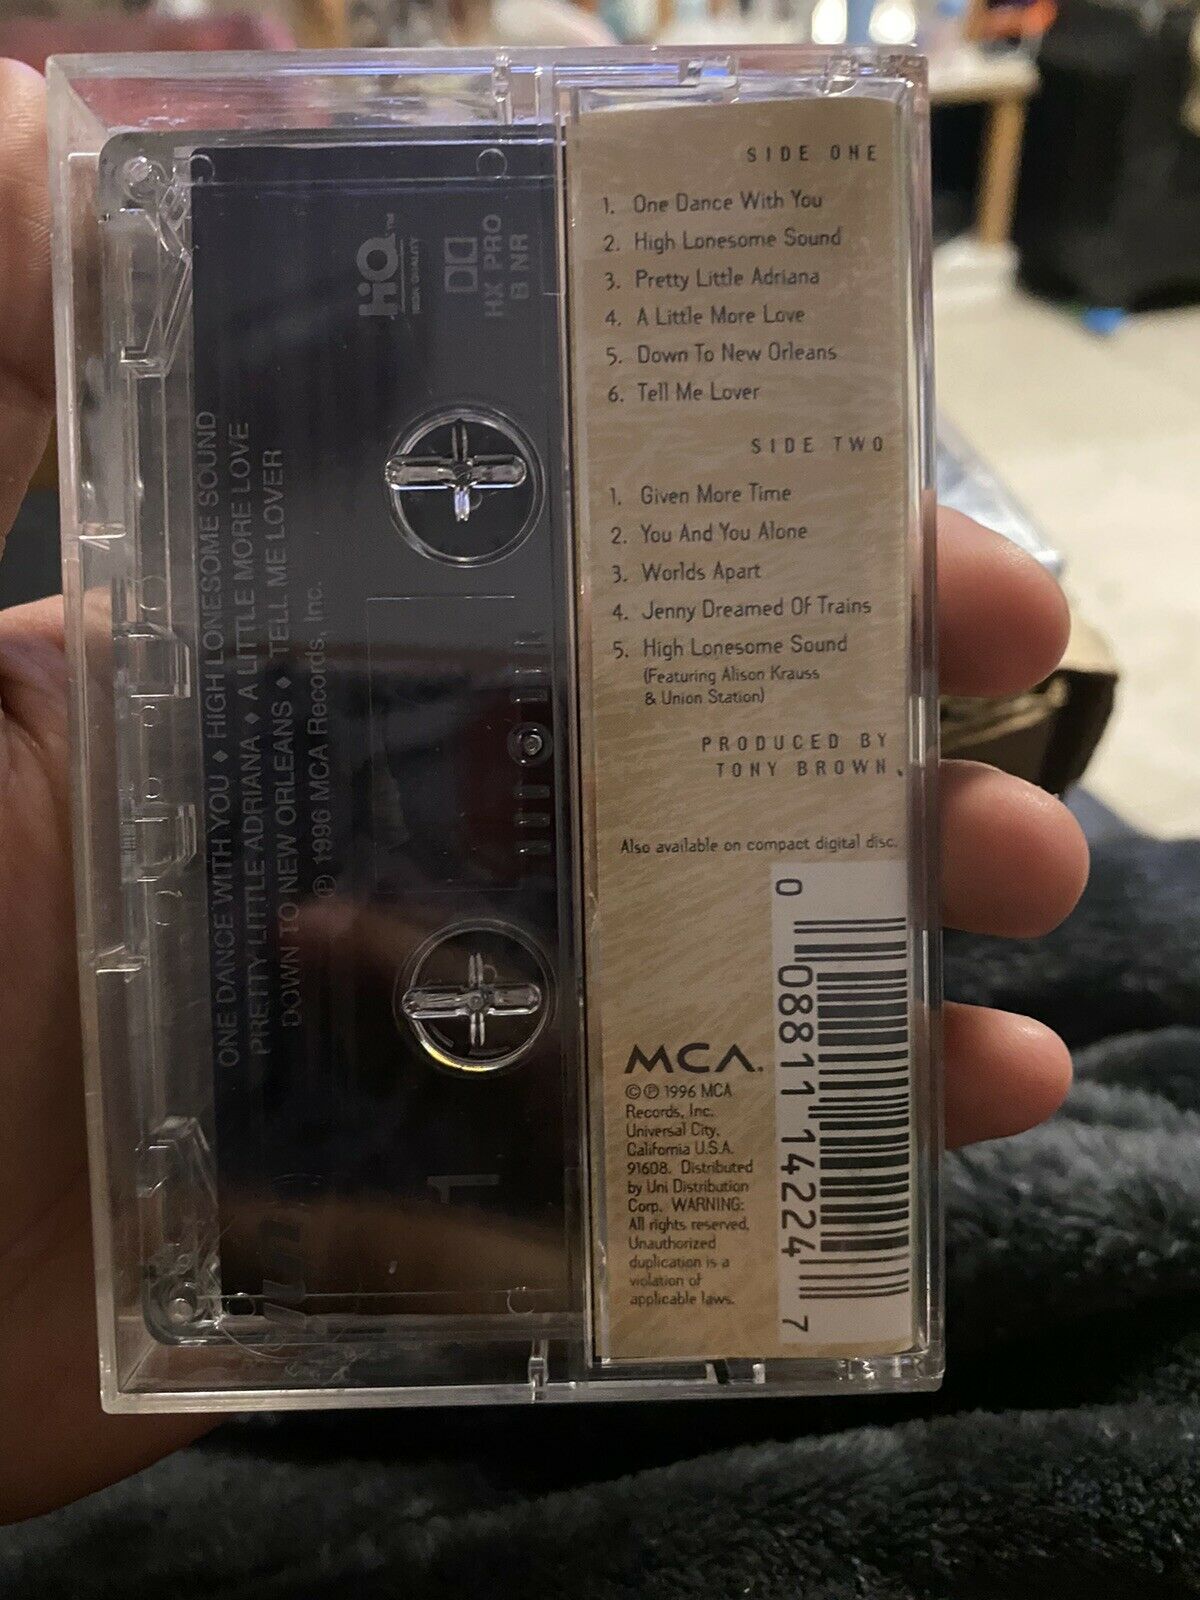 SIDE ONE
1. One Dance With You
2. High Lonesome Sound
3. Pretty Little Adriana
4. A Little More Love
5. Down To New Orleans
6. Tell Me Lover
SIDE TWO
1. Given More Time
2. You And You Alone
3. Worlds Apart
4. Jenny Dreamed Of Trains
5. High Lonesome Sound
(Featuring Alison Krauss
& Union Station)
PRODUCED BY
TONY BROWN.
Also available on compact digital disc.
MCA.
©℗ 1996 MCA
Records, Inc.
Universal City,
California U.S.A.
91608. Distributed
by Uni Distribution
Corp. WARNING:
All rights reserved.
Unauthorized
duplication is a
violation of
applicable laws.
0 08811 14224 7
HQ™
HIGH QUALITY
HX PRO
B NR
ONE DANCE WITH YOU ♦ HIGH LONESOME SOUND
PRETTY LITTLE ADRIANA ♦ A LITTLE MORE LOVE
DOWN TO NEW ORLEANS ♦ TELL ME LOVER
℗ 1996 MCA Records, Inc.
1